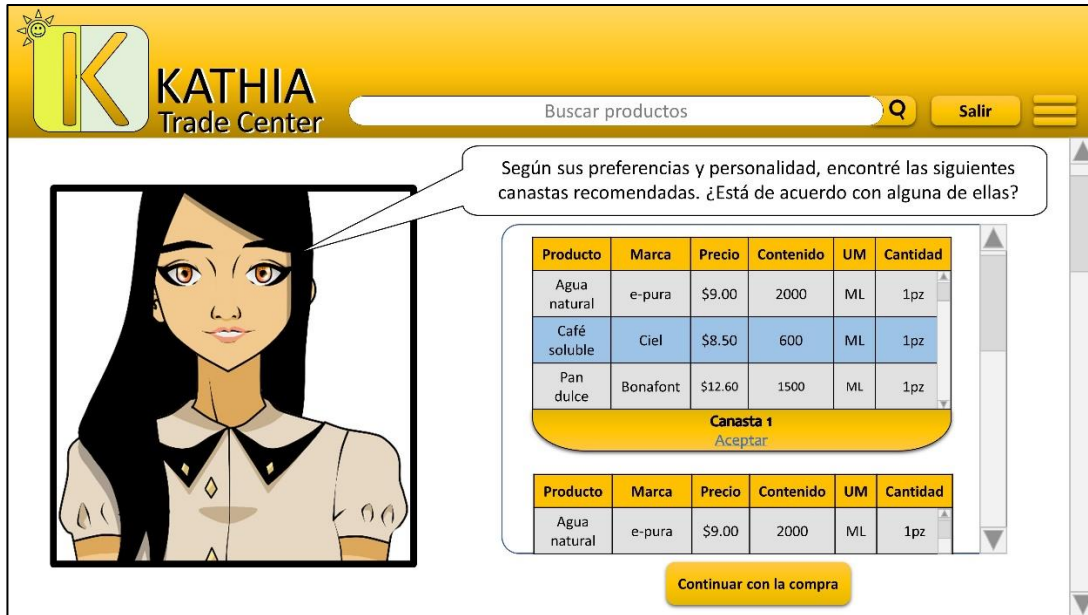 K
KATHIA
Trade Center
Buscar productos
Salir
Según sus preferencias y personalidad, encontré las siguientes
canastas recomendadas. ¿Está de acuerdo con alguna de ellas?
Producto Marca Precio Contenido UM Cantidad
Agua
natural e-pura $9.00 2000 ML 1pz
Café
soluble Ciel $8.50 600 ML 1pz
Pan
dulce Bonafont $12.60 1500 ML 1pz
Canasta 1
Aceptar
Producto Marca Precio Contenido UM Cantidad
Agua
natural e-pura $9.00 2000 ML 1pz
Continuar con la compra